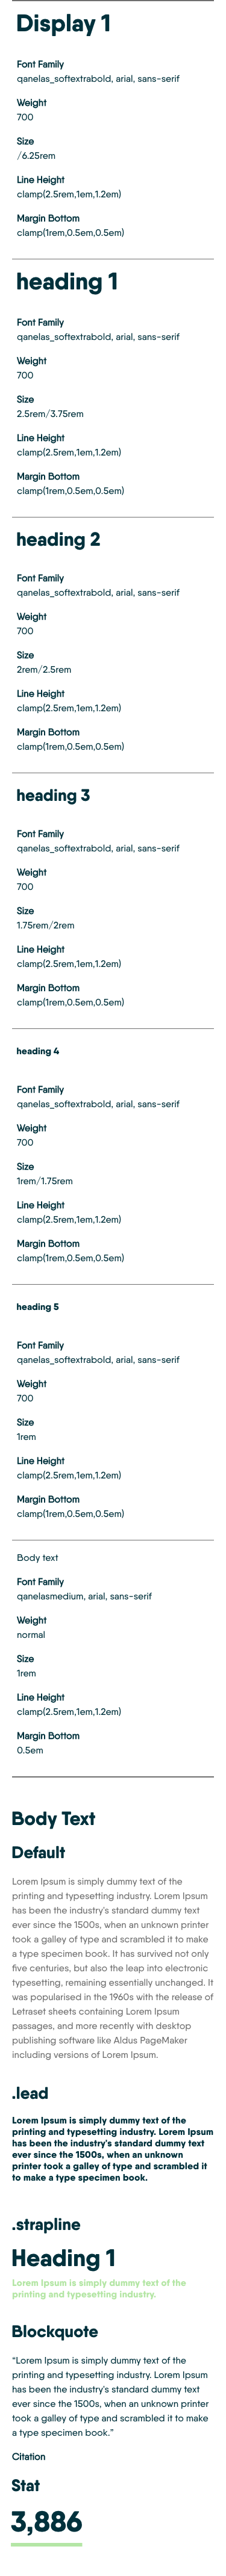 Display 1
Font Family
qanelas_softextrabold, arial, sans-serif
Weight
700
Size
/6.25rem
Line Height
clamp(2.5rem,1em,1.2em)
Margin Bottom
clamp(1rem,0.5em,0.5em)
heading 1
Font Family
qanelas_softextrabold, arial, sans-serif
Weight
700
Size
2.5rem/3.75rem
Line Height
clamp(2.5rem,1em,1.2em)
Margin Bottom
clamp(1rem,0.5em,0.5em)
heading 2
Font Family
qanelas_softextrabold, arial, sans-serif
Weight
700
Size
2rem/2.5rem
Line Height
clamp(2.5rem,1em,1.2em)
Margin Bottom
clamp(1rem,0.5em,0.5em)
heading 3
Font Family
qanelas_softextrabold, arial, sans-serif
Weight
700
Size
1.75rem/2rem
Line Height
clamp(2.5rem,1em,1.2em)
Margin Bottom
clamp(1rem,0.5em,0.5em)
heading 4
Font Family
qanelas_softextrabold, arial, sans-serif
Weight
700
Size
1rem/1.75rem
Line Height
clamp(2.5rem,1em,1.2em)
Margin Bottom
clamp(1rem,0.5em,0.5em)
heading 5
Font Family
qanelas_softextrabold, arial, sans-serif
Weight
700
Size
1rem
Line Height
clamp(2.5rem,1em,1.2em)
Margin Bottom
clamp(1rem,0.5em,0.5em)
Body text
Font Family
qanelasmedium, arial, sans-serif
Weight
normal
Size
1rem
Line Height
clamp(2.5rem,1em,1.2em)
Margin Bottom
0.5em
Body Text
Default
Lorem Ipsum is simply dummy text of the
printing and typesetting industry. Lorem Ipsum
has been the industry's standard dummy text
ever since the 1500s, when an unknown printer
took a galley of type and scrambled it to make
a type specimen book. It has survived not only
five centuries, but also the leap into electronic
typesetting, remaining essentially unchanged. It
was popularised in the 1960s with the release of
Letraset sheets containing Lorem Ipsum
passages, and more recently with desktop
publishing software like Aldus PageMaker
including versions of Lorem Ipsum.
.lead
Lorem Ipsum is simply dummy text of the
printing and typesetting industry. Lorem Ipsum
has been the industry's standard dummy text
ever since the 1500s, when an unknown
printer took a galley of type and scrambled it
to make a type specimen book.
.strapline
Heading 1
Lorem Ipsum is simply dummy text of the
printing and typesetting industry.
Blockquote
“Lorem Ipsum is simply dummy text of the
printing and typesetting industry. Lorem Ipsum
has been the industry's standard dummy text
ever since the 1500s, when an unknown printer
took a galley of type and scrambled it to make
a type specimen book.”
Citation
Stat
3,886